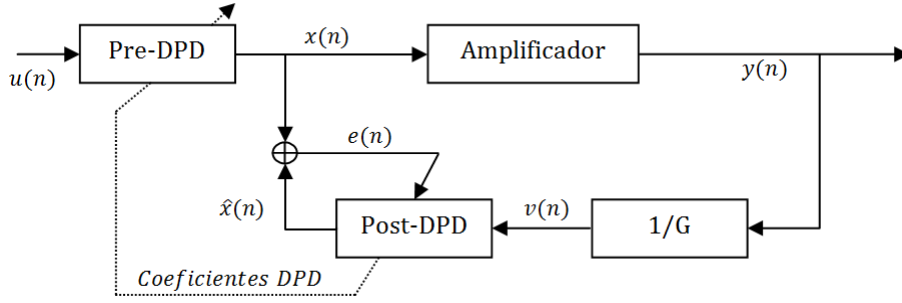 Pre-DPD
x(n)
Amplificador
u(n)
y(n)
e(n)
x̂(n)
Post-DPD
v(n)
1/G
Coeficientes DPD